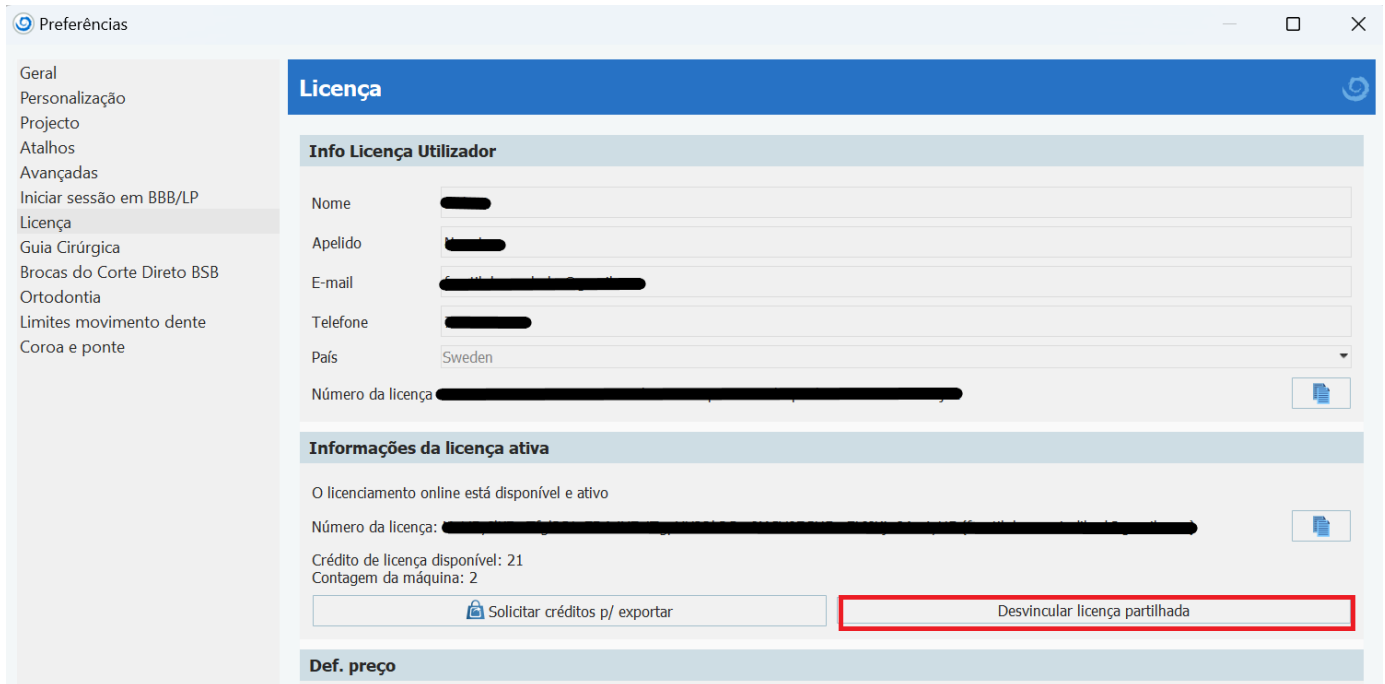 Preferências
Geral
Personalização
Projecto
Atalhos
Avançadas
Iniciar sessão em BBB/LP
Licença
Guia Cirúrgica
Brocas do Corte Direto BSB
Ortodontia
Limites movimento dente
Coroa e ponte
Licença
Info Licença Utilizador
Nome
Apelido
E-mail
Telefone
País Sweden
Número da licença
Informações da licença ativa
O licenciamento online está disponível e ativo
Número da licença:
Crédito de licença disponível: 21
Contagem da máquina: 2
Solicitar créditos p/ exportar
Desvincular licença partilhada
Def. preço